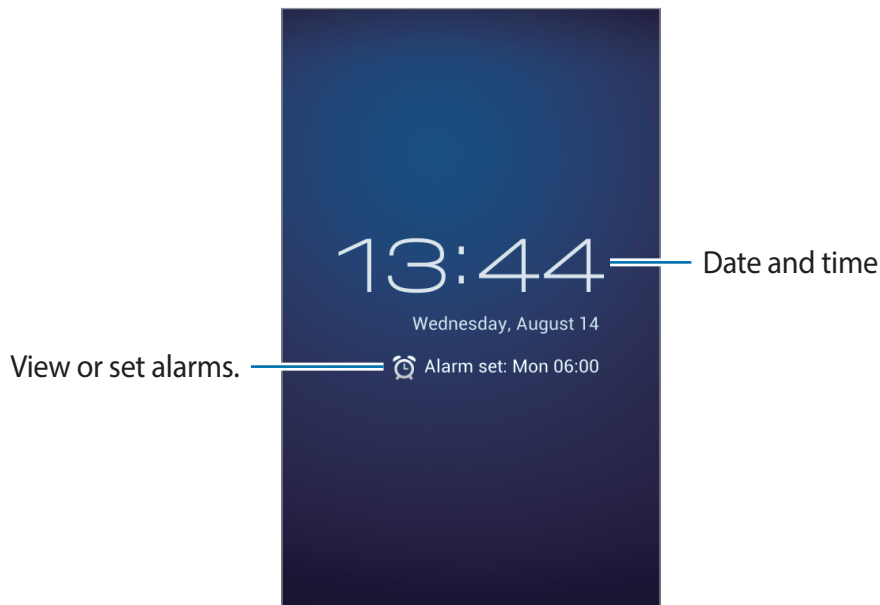 13:44
Date and time
Wednesday, August 14
View or set alarms.
Alarm set: Mon 06:00